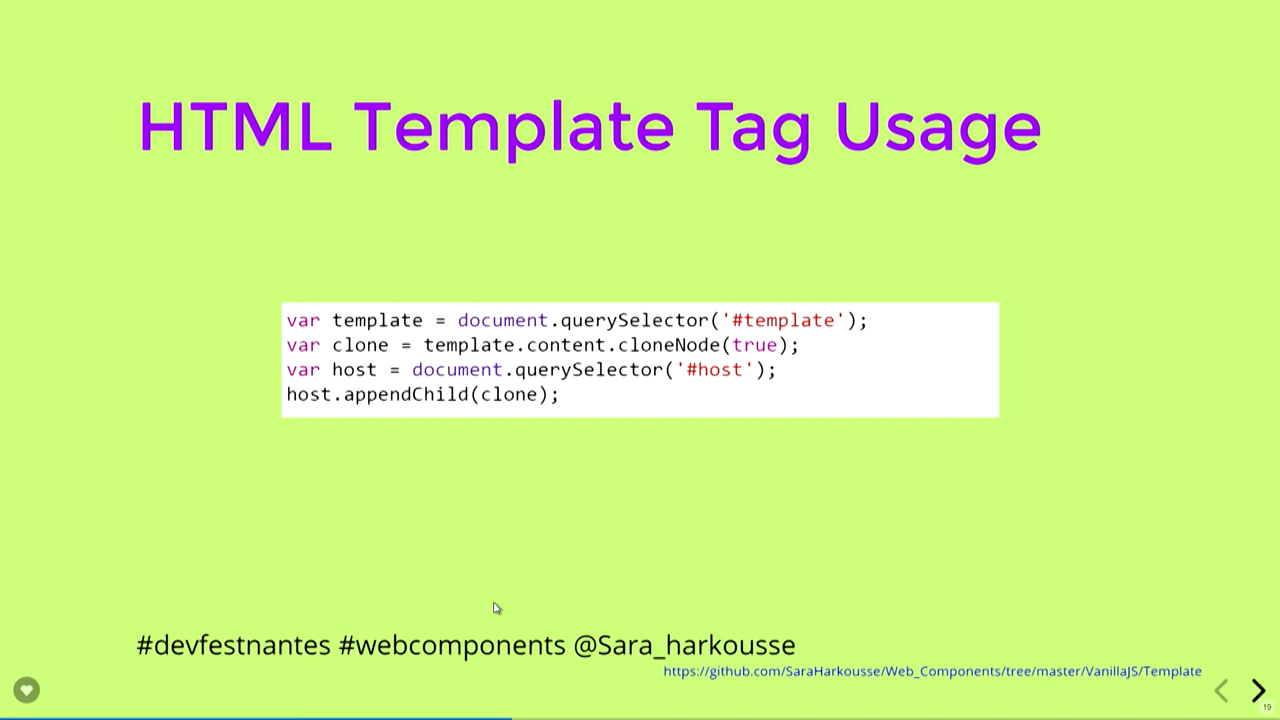 HTML Template Tag Usage
var template = document.querySelector('#template');
var clone = template.content.cloneNode(true);
var host = document.querySelector('#host');
host.appendChild(clone);
#devfestnantes #webcomponents @Sara_harkousse
https://github.com/SaraHarkousse/Web_Components/tree/master/VanillaJS/Template
19